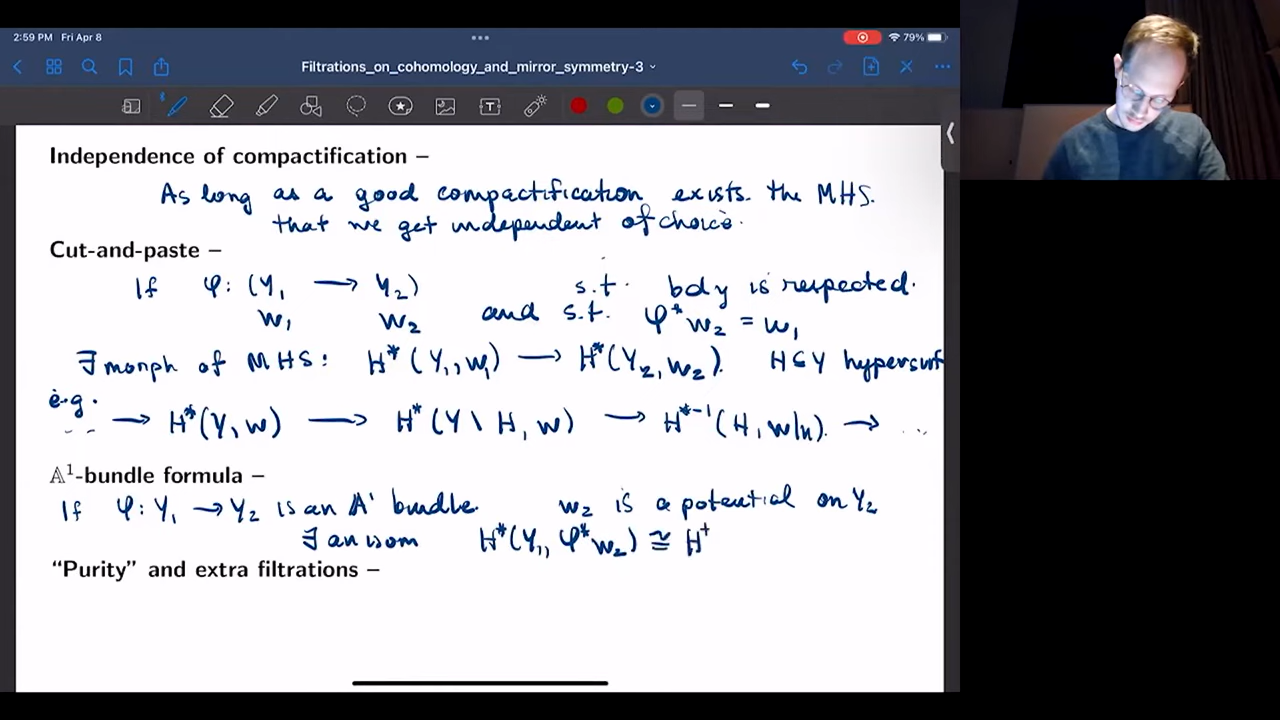 2:59 PM Fri Apr 8
79%
Filtrations_on_cohomology_and_mirror_symmetry-3
Independence of compactification –
As long as a good compactification exists. the MHS.
that we get independent of choice.
Cut-and-paste –
If φ: (Y₁ → Y₂) s.t. bdy is respected.
w₁ w₂ and s.t. φ* w₂ = w₁
∃ morph of MHS: H*(Y₁, w₁) → H*(Y₂, w₂). H ⊆ Y hypersurf
e.g.
... → H*(Y, w) → H*(Y \ H, w) → H*⁻¹(H, w|H). → ...
𝔸¹-bundle formula –
If φ: Y₁ → Y₂ is an A¹ bundle. w₂ is a potential on Y₂
∃ an isom H*(Y₁, φ* w₂) ≅ H
“Purity” and extra filtrations –